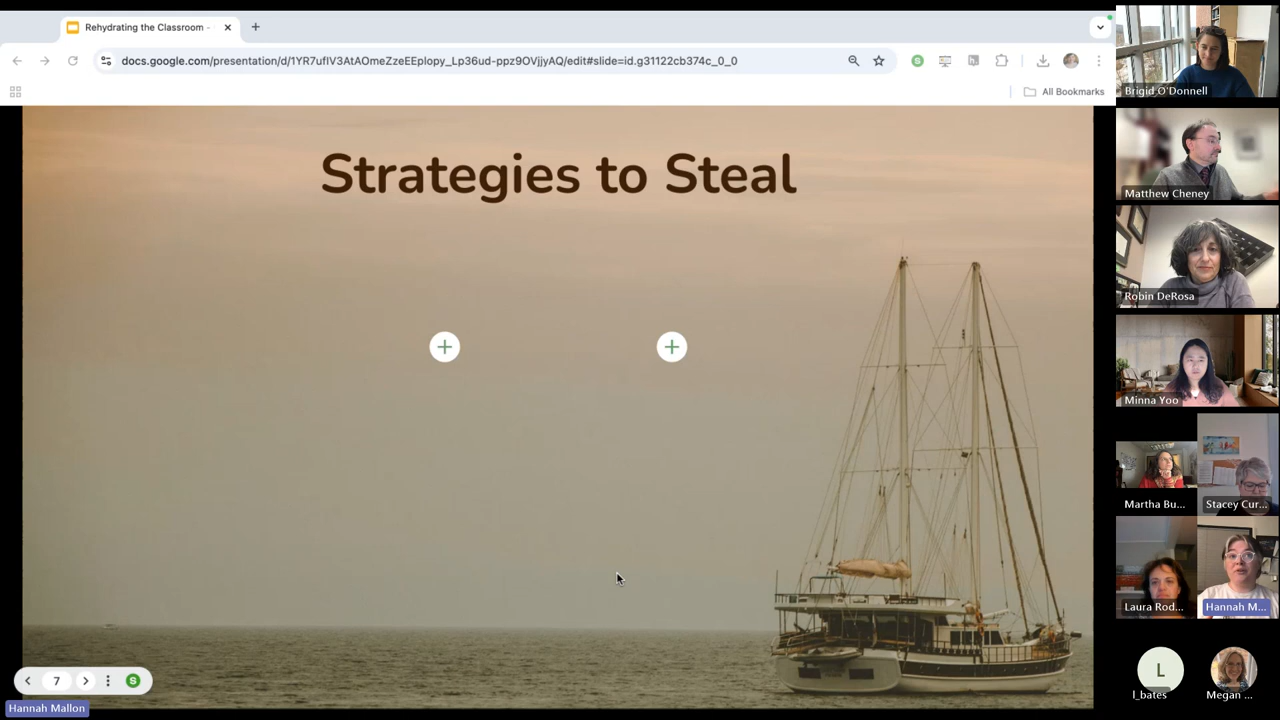 Rehydrating the Classroom -
docs.google.com/presentation/d/1YR7ufIV3AtAOmeZzeEEplopy_Lp36ud-ppz9OVjjyAQ/edit#slide=id.g31122cb374c_0_0
All Bookmarks
Strategies to Steal
7
S
Hannah Mallon
Brigid O'Donnell
Matthew Cheney
Robin DeRosa
Minna Yoo
Martha Bu...
Stacey Cur...
Laura Rod...
Hannah M...
L
l_bates
Megan ...